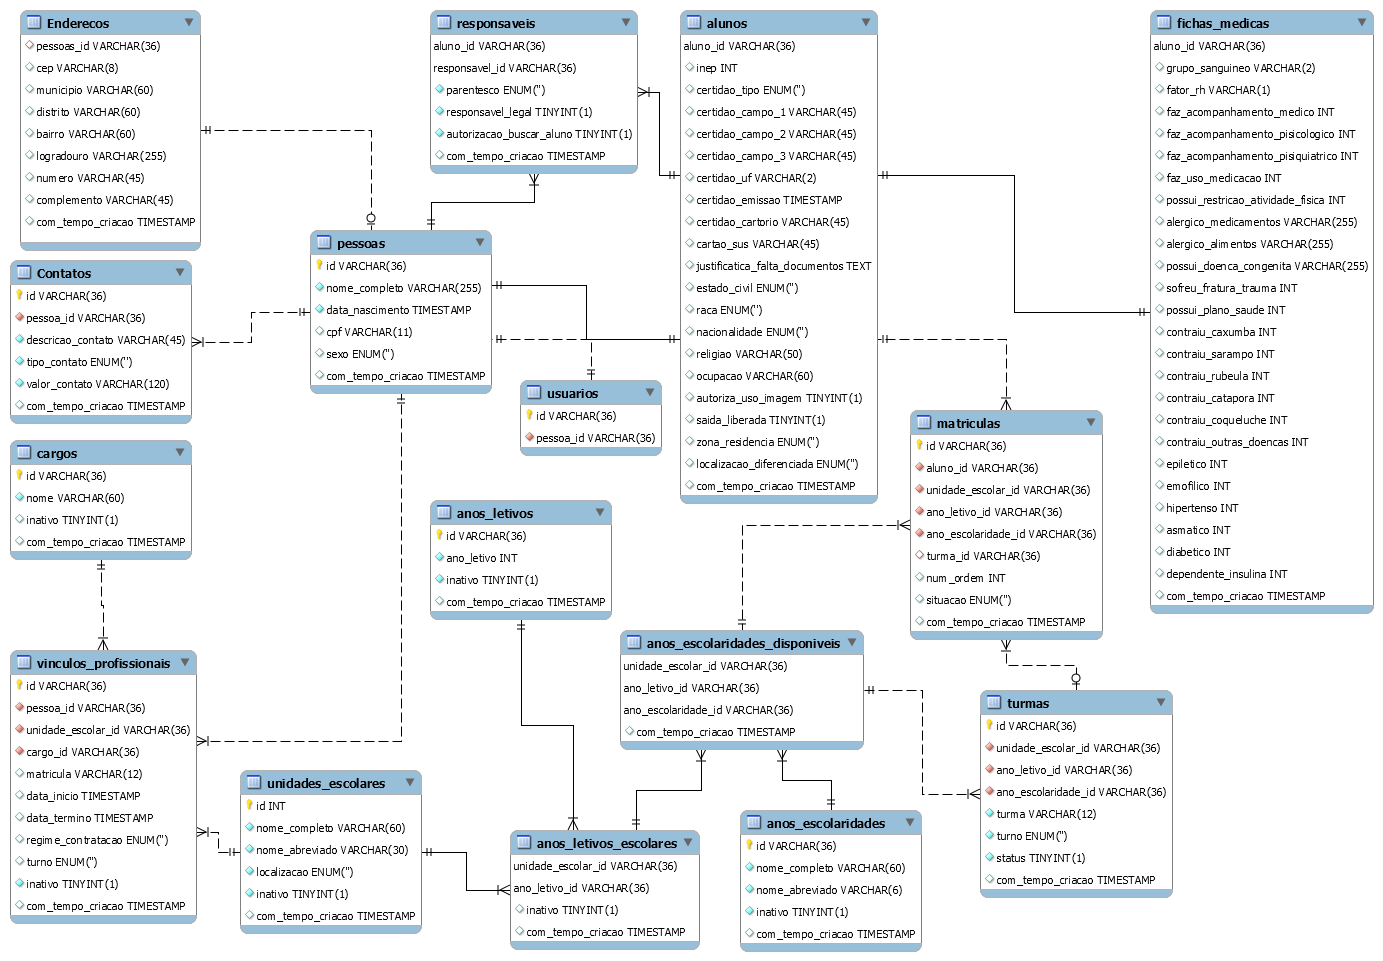 Enderecos
pessoas_id VARCHAR(36)
cep VARCHAR(8)
municipio VARCHAR(60)
distrito VARCHAR(60)
bairro VARCHAR(60)
logradouro VARCHAR(255)
numero VARCHAR(45)
complemento VARCHAR(45)
com_tempo_criacao TIMESTAMP
responsaveis
aluno_id VARCHAR(36)
responsavel_id VARCHAR(36)
parentesco ENUM('')
responsavel_legal TINYINT(1)
autorizacao_buscar_aluno TINYINT(1)
com_tempo_criacao TIMESTAMP
alunos
aluno_id VARCHAR(36)
inep INT
certidao_tipo ENUM('')
certidao_campo_1 VARCHAR(45)
certidao_campo_2 VARCHAR(45)
certidao_campo_3 VARCHAR(45)
certidao_uf VARCHAR(2)
certidao_emissao TIMESTAMP
certidao_cartorio VARCHAR(45)
cartao_sus VARCHAR(45)
justificatica_falta_documentos TEXT
estado_civil ENUM('')
raca ENUM('')
nacionalidade ENUM('')
religiao VARCHAR(50)
ocupacao VARCHAR(60)
autoriza_uso_imagem TINYINT(1)
saida_liberada TINYINT(1)
zona_residencia ENUM('')
localizacao_diferenciada ENUM('')
com_tempo_criacao TIMESTAMP
fichas_medicas
aluno_id VARCHAR(36)
grupo_sanguineo VARCHAR(2)
fator_rh VARCHAR(1)
faz_acompanhamento_medico INT
faz_acompanhamento_pisicologico INT
faz_acompanhamento_pisiquiatrico INT
faz_uso_medicacao INT
possui_restricao_atividade_fisica INT
alergico_medicamentos VARCHAR(255)
alergico_alimentos VARCHAR(255)
possui_doenca_congenita VARCHAR(255)
sofreu_fratura_trauma INT
possui_plano_saude INT
contraiu_caxumba INT
contraiu_sarampo INT
contraiu_rubeula INT
contraiu_catapora INT
contraiu_coqueluche INT
contraiu_outras_doencas INT
epiletico INT
emofilico INT
hipertenso INT
asmatico INT
diabetico INT
dependente_insulina INT
com_tempo_criacao TIMESTAMP
pessoas
id VARCHAR(36)
nome_completo VARCHAR(255)
data_nascimento TIMESTAMP
cpf VARCHAR(11)
sexo ENUM('')
com_tempo_criacao TIMESTAMP
Contatos
id VARCHAR(36)
pessoa_id VARCHAR(36)
descricao_contato VARCHAR(45)
tipo_contato ENUM('')
valor_contato VARCHAR(120)
com_tempo_criacao TIMESTAMP
usuarios
id VARCHAR(36)
pessoa_id VARCHAR(36)
matriculas
id VARCHAR(36)
aluno_id VARCHAR(36)
unidade_escolar_id VARCHAR(36)
ano_letivo_id VARCHAR(36)
ano_escolaridade_id VARCHAR(36)
turma_id VARCHAR(36)
num_ordem INT
situacao ENUM('')
com_tempo_criacao TIMESTAMP
cargos
id VARCHAR(36)
nome VARCHAR(60)
inativo TINYINT(1)
com_tempo_criacao TIMESTAMP
anos_letivos
id VARCHAR(36)
ano_letivo INT
inativo TINYINT(1)
com_tempo_criacao TIMESTAMP
anos_escolaridades_disponiveis
unidade_escolar_id VARCHAR(36)
ano_letivo_id VARCHAR(36)
ano_escolaridade_id VARCHAR(36)
com_tempo_criacao TIMESTAMP
vinculos_profissionais
id VARCHAR(36)
pessoa_id VARCHAR(36)
unidade_escolar_id VARCHAR(36)
cargo_id VARCHAR(36)
matricula VARCHAR(12)
data_inicio TIMESTAMP
data_termino TIMESTAMP
regime_contratacao ENUM('')
turno ENUM('')
inativo TINYINT(1)
com_tempo_criacao TIMESTAMP
turmas
id VARCHAR(36)
unidade_escolar_id VARCHAR(36)
ano_letivo_id VARCHAR(36)
ano_escolaridade_id VARCHAR(36)
turma VARCHAR(12)
turno ENUM('')
status TINYINT(1)
com_tempo_criacao TIMESTAMP
unidades_escolares
id INT
nome_completo VARCHAR(60)
nome_abreviado VARCHAR(30)
localizacao ENUM('')
inativo TINYINT(1)
com_tempo_criacao TIMESTAMP
anos_letivos_escolares
unidade_escolar_id VARCHAR(36)
ano_letivo_id VARCHAR(36)
inativo TINYINT(1)
com_tempo_criacao TIMESTAMP
anos_escolaridades
id VARCHAR(36)
nome_completo VARCHAR(60)
nome_abreviado VARCHAR(6)
inativo TINYINT(1)
com_tempo_criacao TIMESTAMP